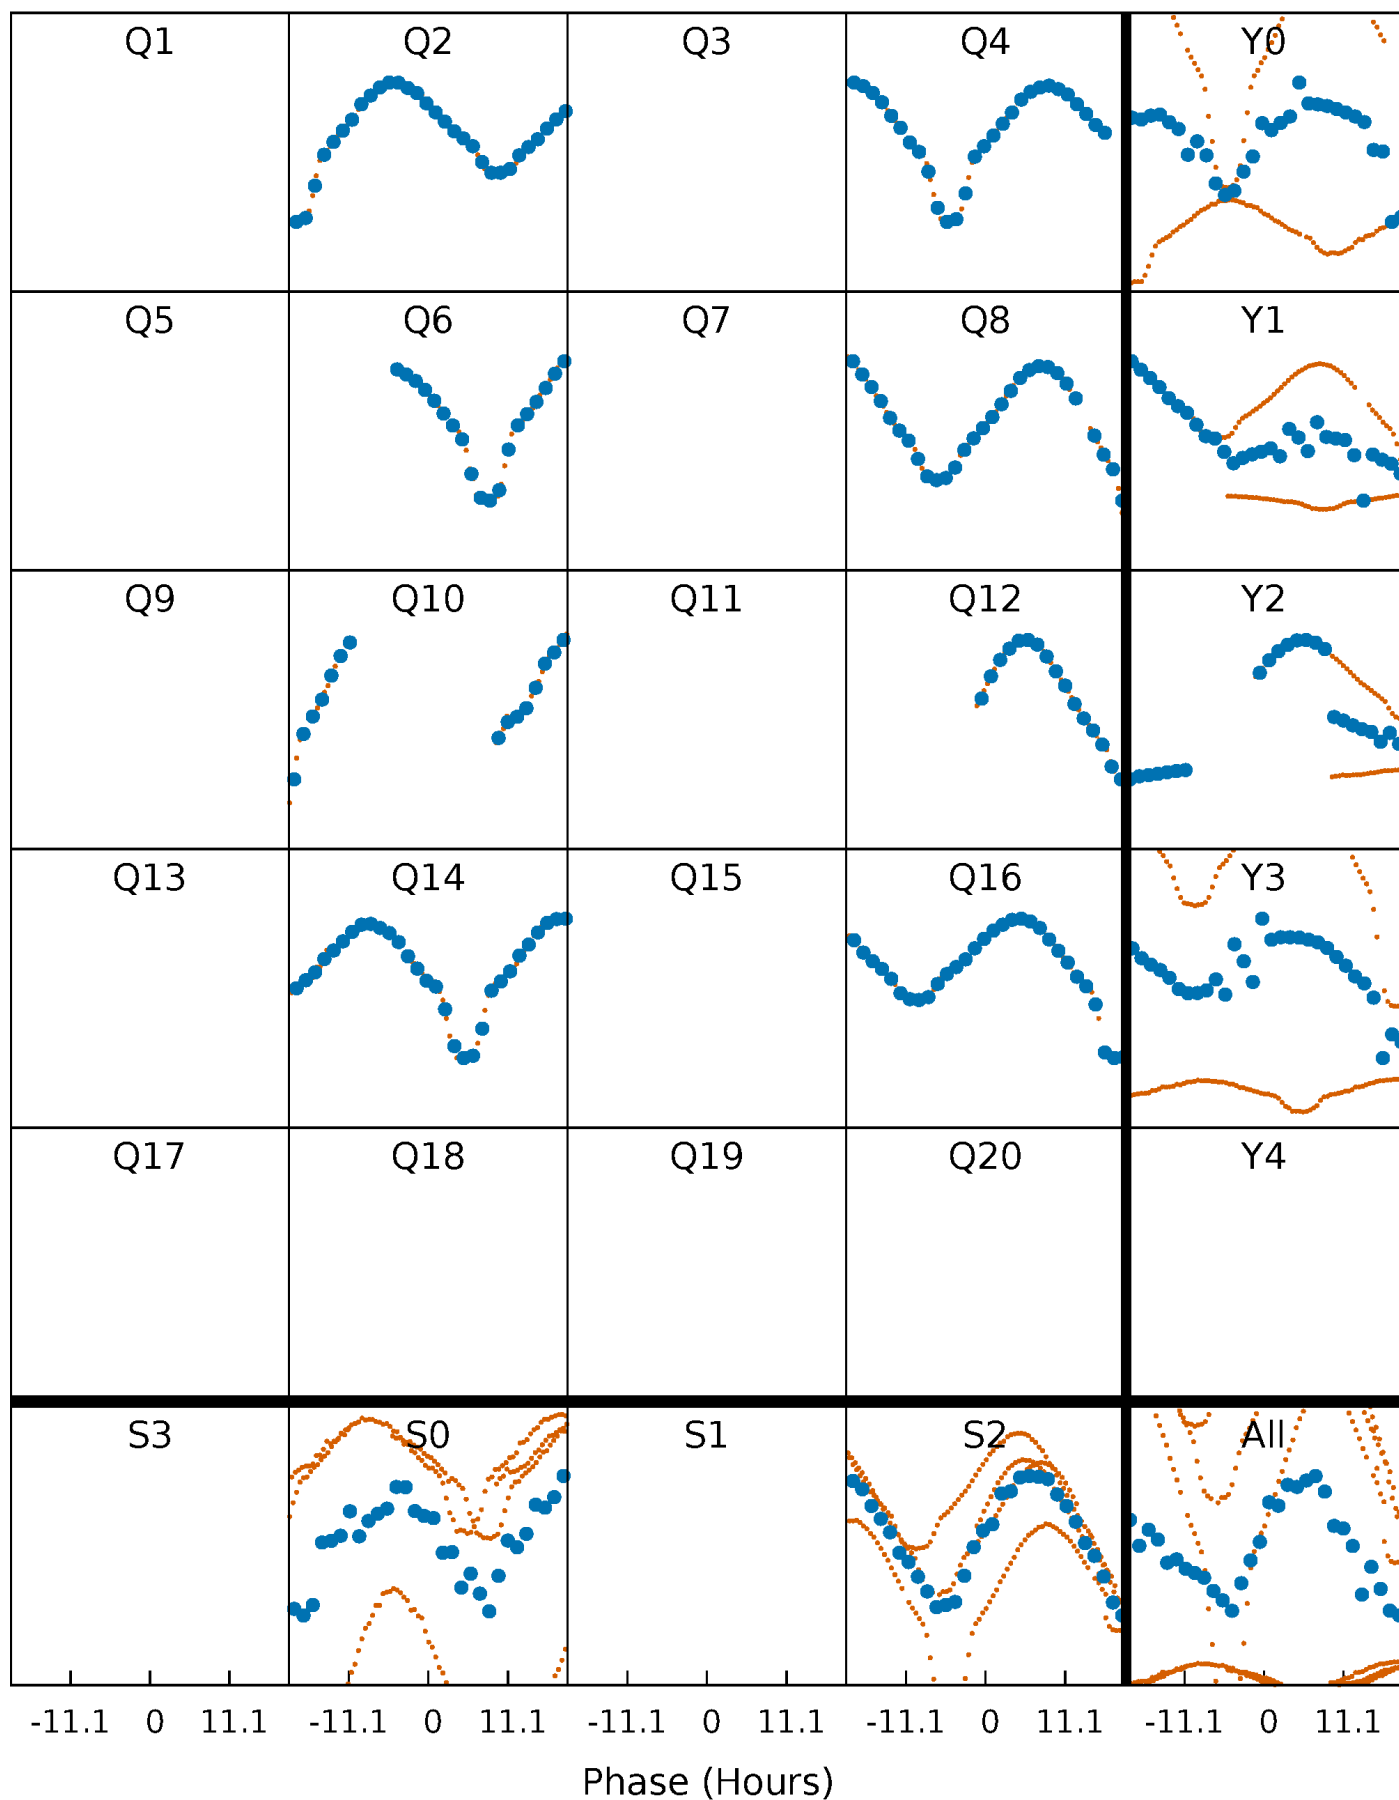 Q1 Q2 Q3 Q4 Y0
Q5 Q6 Q7 Q8 Y1
Q9 Q10 Q11 Q12 Y2
Q13 Q14 Q15 Q16 Y3
Q17 Q18 Q19 Q20 Y4
S3 S0 S1 S2 All
-11.1 0 11.1 -11.1 0 11.1 -11.1 0 11.1 -11.1 0 11.1 -11.1 0 11.1
Phase (Hours)